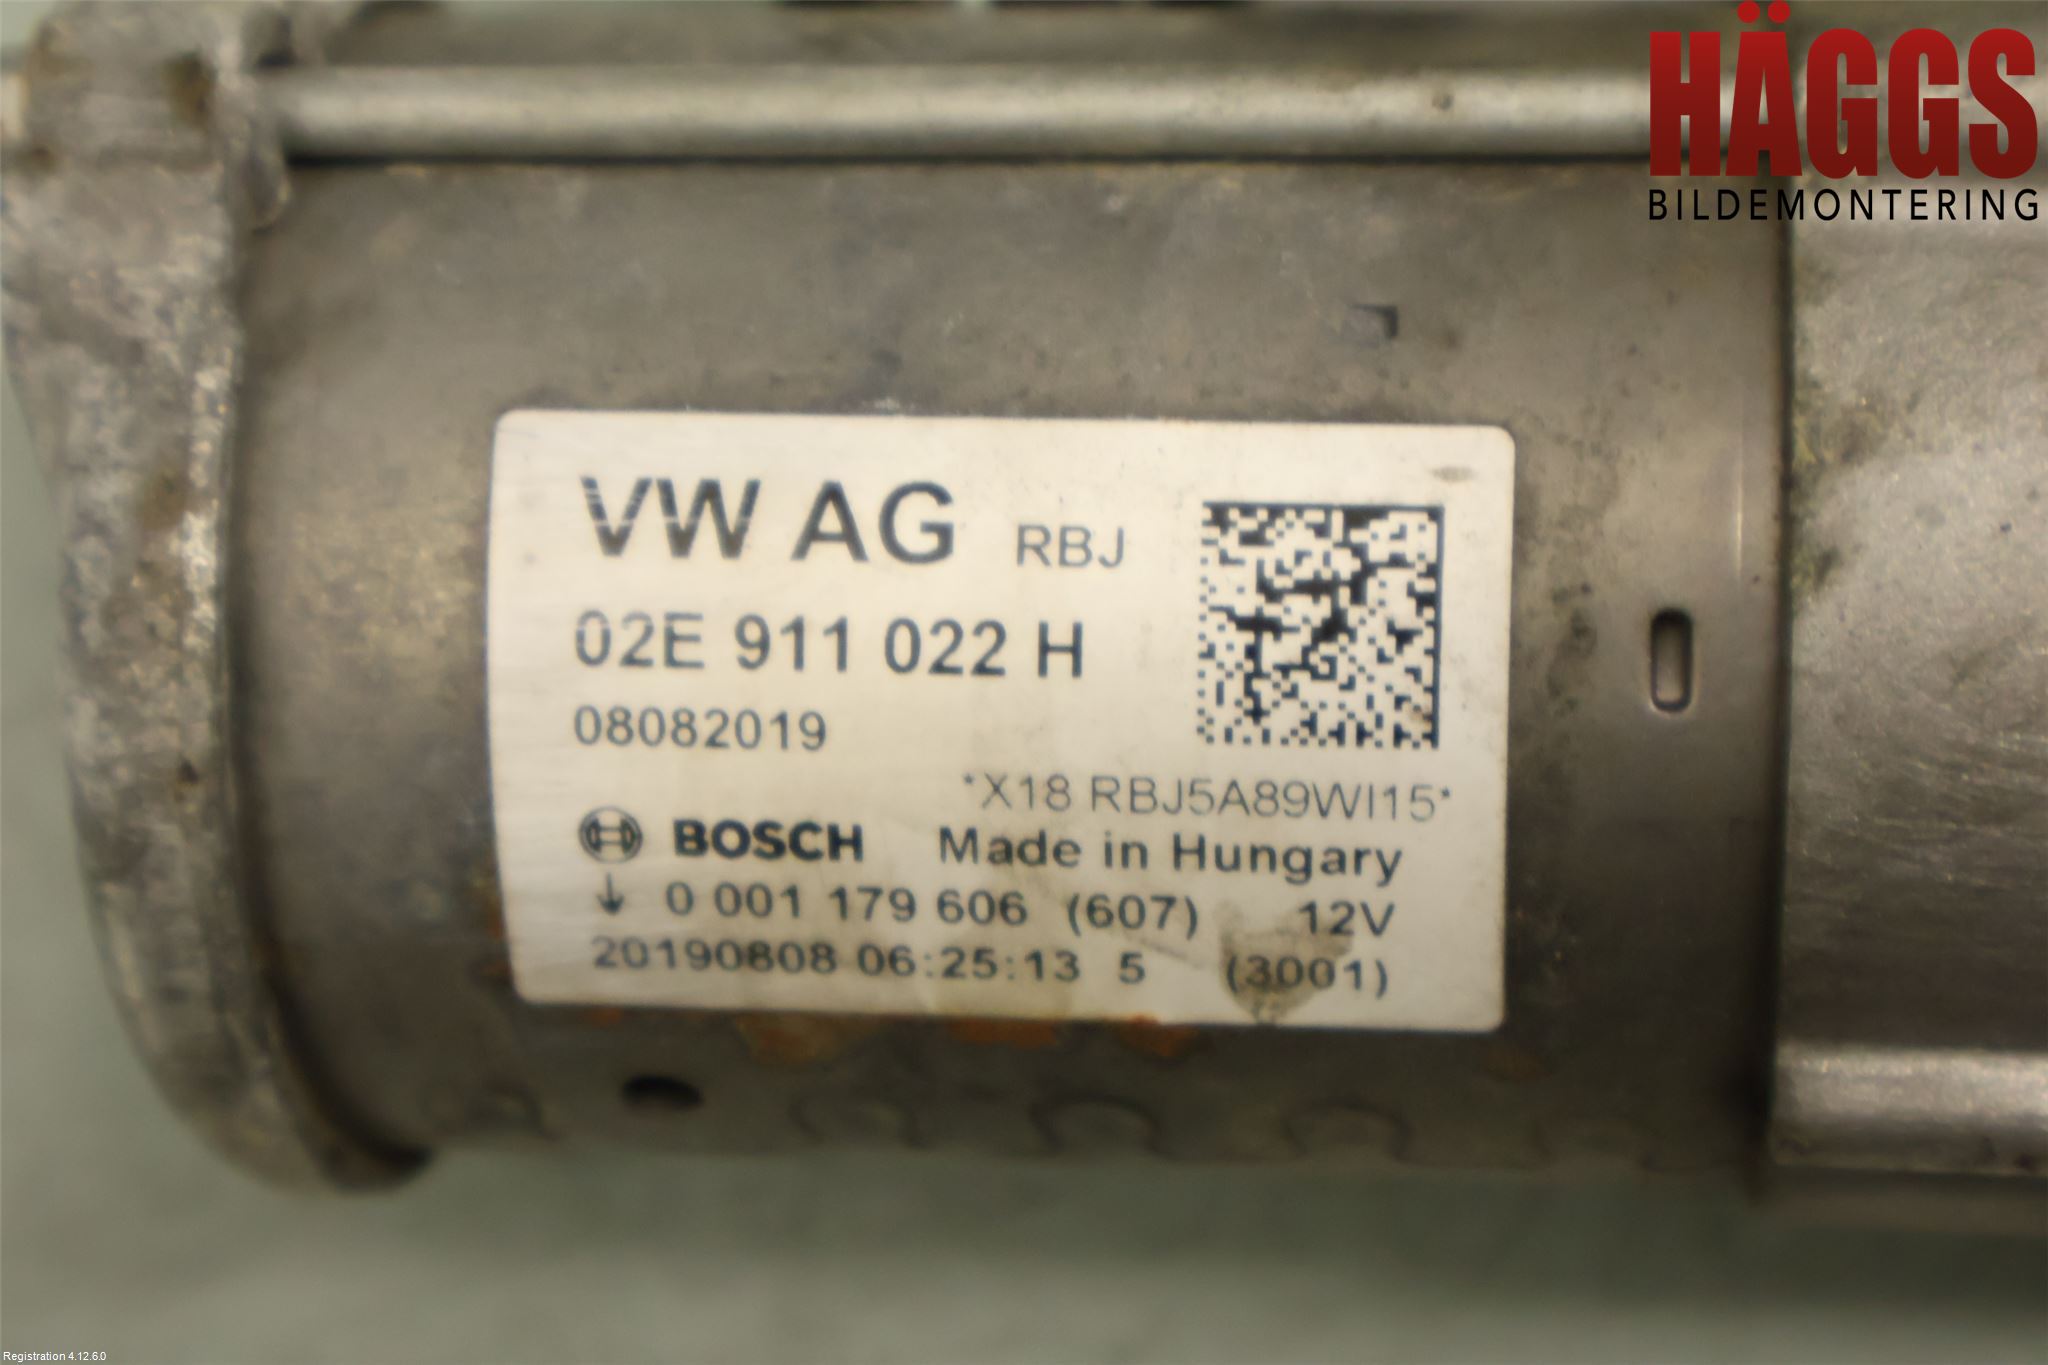 HÄGGS
BILDEMONTERING
VW AG RBJ
02E 911 022 H
08082019
*X18 RBJ5A89WI15*
BOSCH Made in Hungary
↓ 0 001 179 606 (607) 12V
20190808 06:25:13 5 (3001)
Registration 4.12.6.0